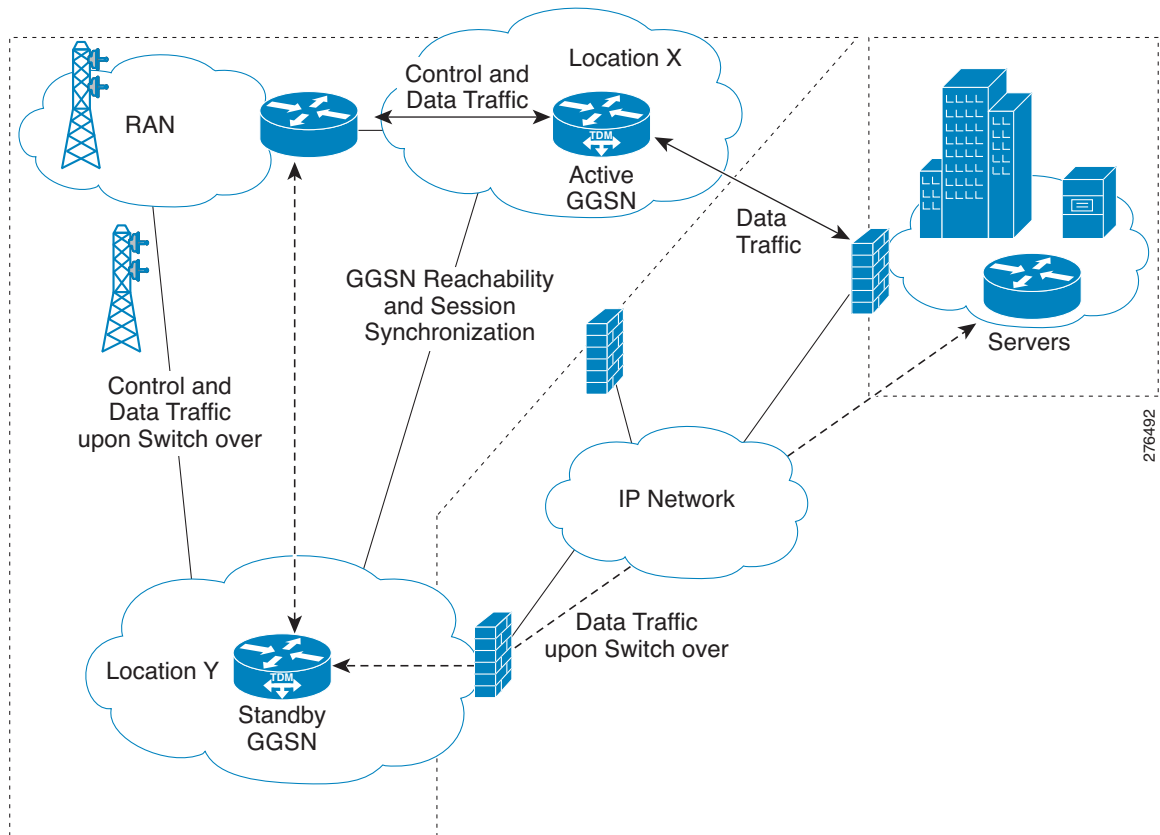 Location X
Control and
Data Traffic
RAN
TDM
Active
GGSN
Data
Traffic
GGSN Reachability
and Session
Synchronization
Servers
Control and
Data Traffic
upon Switch over
276492
IP Network
Data Traffic
upon Switch over
Location Y
TDM
Standby
GGSN